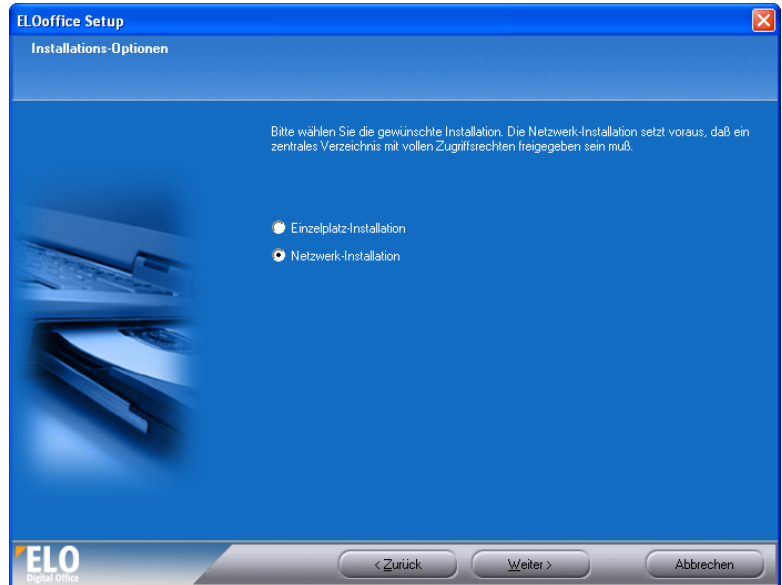 ELOoffice Setup
Installations-Optionen
Bitte wählen Sie die gewünschte Installation. Die Netzwerk-Installation setzt voraus, daß ein
zentrales Verzeichnis mit vollen Zugriffsrechten freigegeben sein muß.
Einzelplatz-Installation
Netzwerk-Installation
ELO
Digital Office
< Zurück
Weiter >
Abbrechen